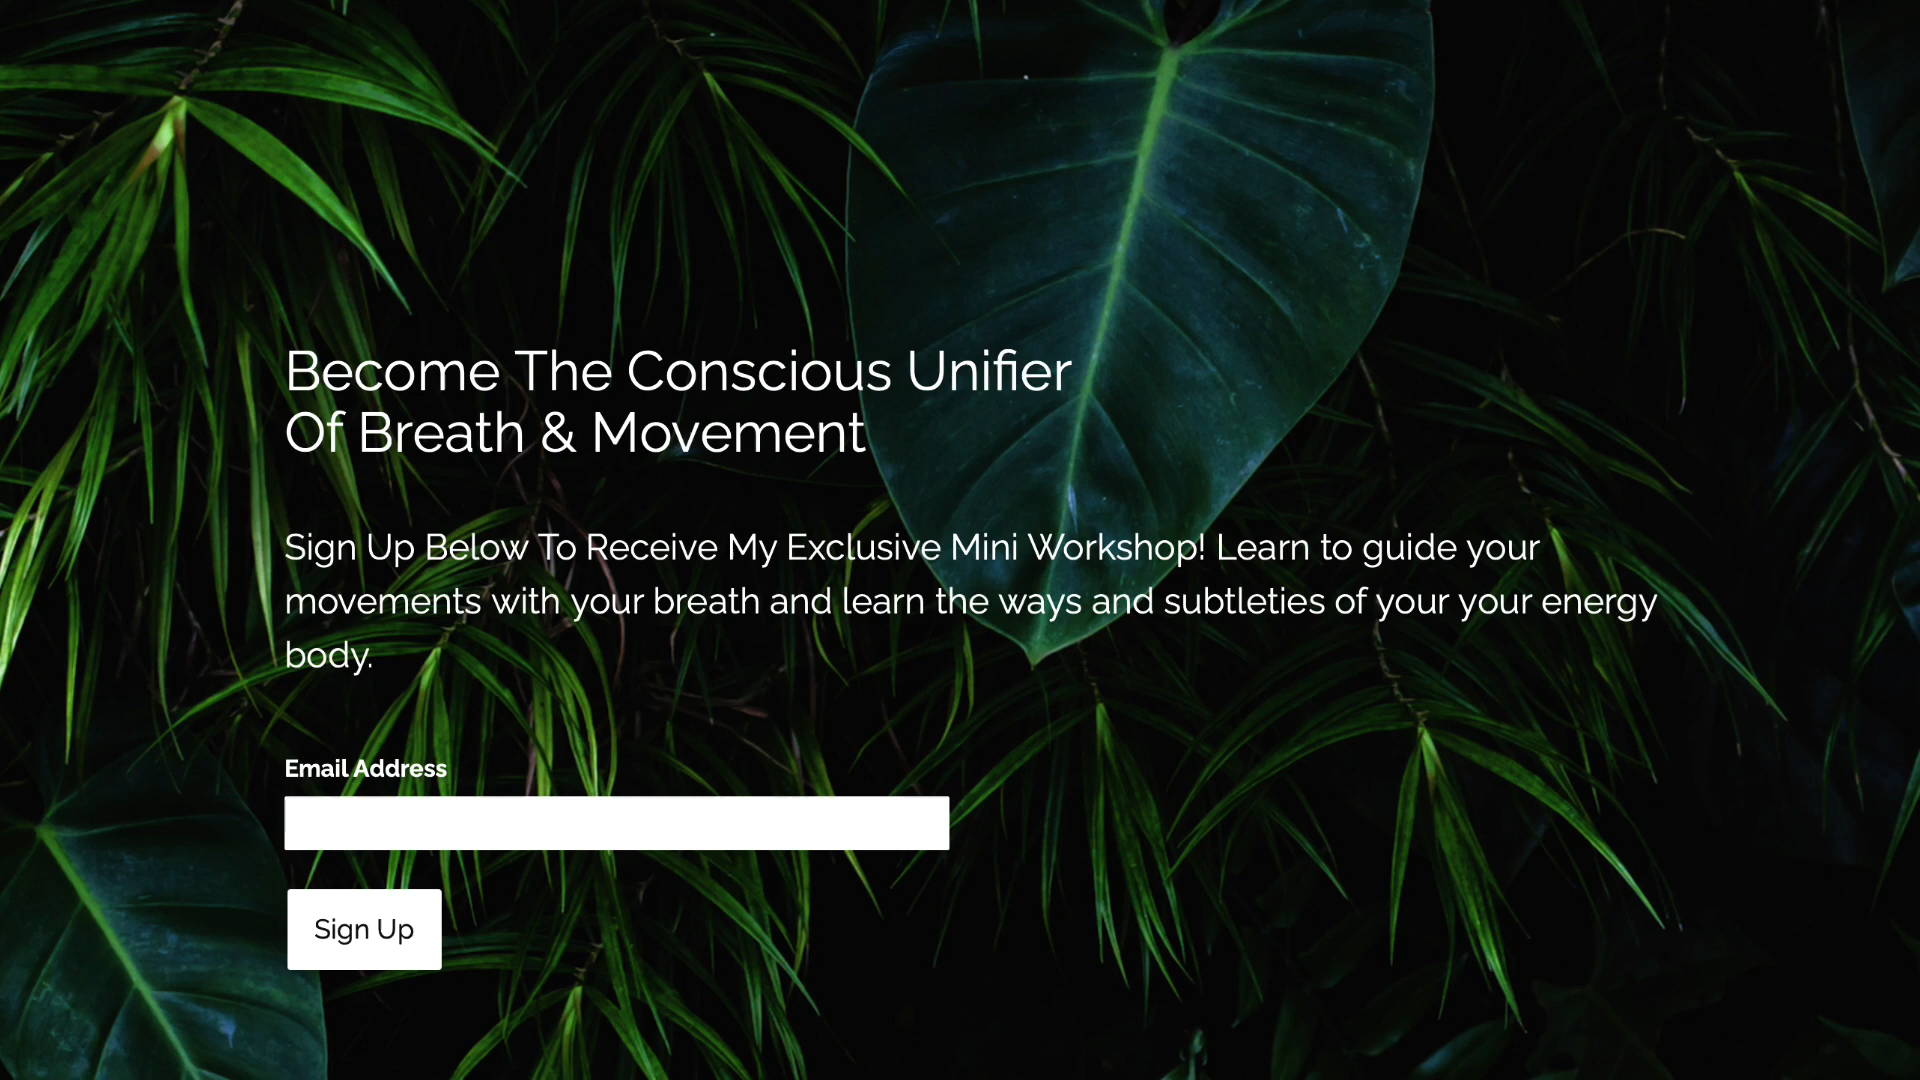 Become The Conscious Unifier
Of Breath & Movement
Sign Up Below To Receive My Exclusive Mini Workshop! Learn to guide your
movements with your breath and learn the ways and subtleties of your your energy
body.
Email Address
Sign Up